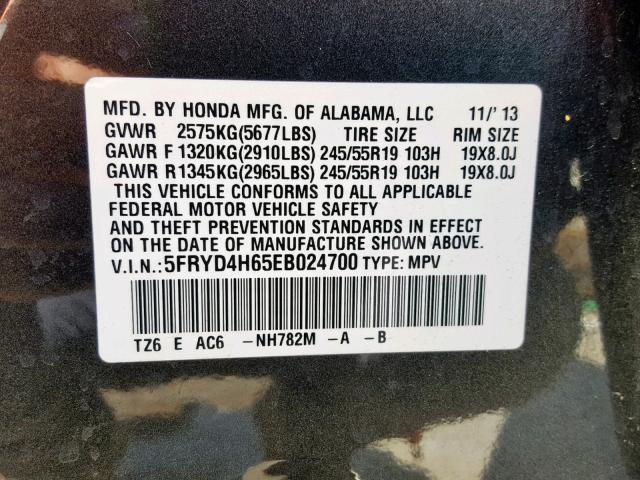 MFD. BY HONDA MFG. OF ALABAMA, LLC 11/' 13
GVWR 2575KG(5677LBS) TIRE SIZE RIM SIZE
GAWR F 1320KG(2910LBS) 245/55R19 103H 19X8.0J
GAWR R 1345KG(2965LBS) 245/55R19 103H 19X8.0J
THIS VEHICLE CONFORMS TO ALL APPLICABLE
FEDERAL MOTOR VEHICLE SAFETY
AND THEFT PREVENTION STANDARDS IN EFFECT
ON THE DATE OF MANUFACTURE SHOWN ABOVE.
V.I.N.:5FRYD4H65EB024700 TYPE: MPV
TZ6 E AC6 -NH782M -A -B